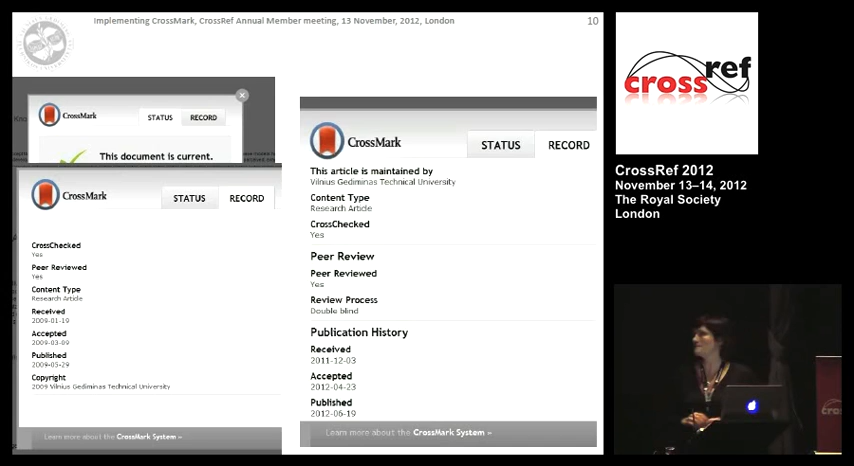 Implementing CrossMark, CrossRef Annual Member meeting, 13 November, 2012, London
10
CrossMark
STATUS
RECORD
This document is current.
CrossMark
STATUS
RECORD
CrossChecked
Yes
Peer Reviewed
Yes
Content Type
Research Article
Received
2009-01-19
Accepted
2009-03-09
Published
2009-05-29
Copyright
2009 Vilnius Gediminas Technical University
Learn more about the CrossMark System »
CrossMark
STATUS
RECORD
This article is maintained by
Vilnius Gediminas Technical University
Content Type
Research Article
CrossChecked
Yes
Peer Review
Peer Reviewed
Yes
Review Process
Double blind
Publication History
Received
2011-12-03
Accepted
2012-04-23
Published
2012-06-19
Learn more about the CrossMark System »
crossref
CrossRef 2012
November 13–14, 2012
The Royal Society
London